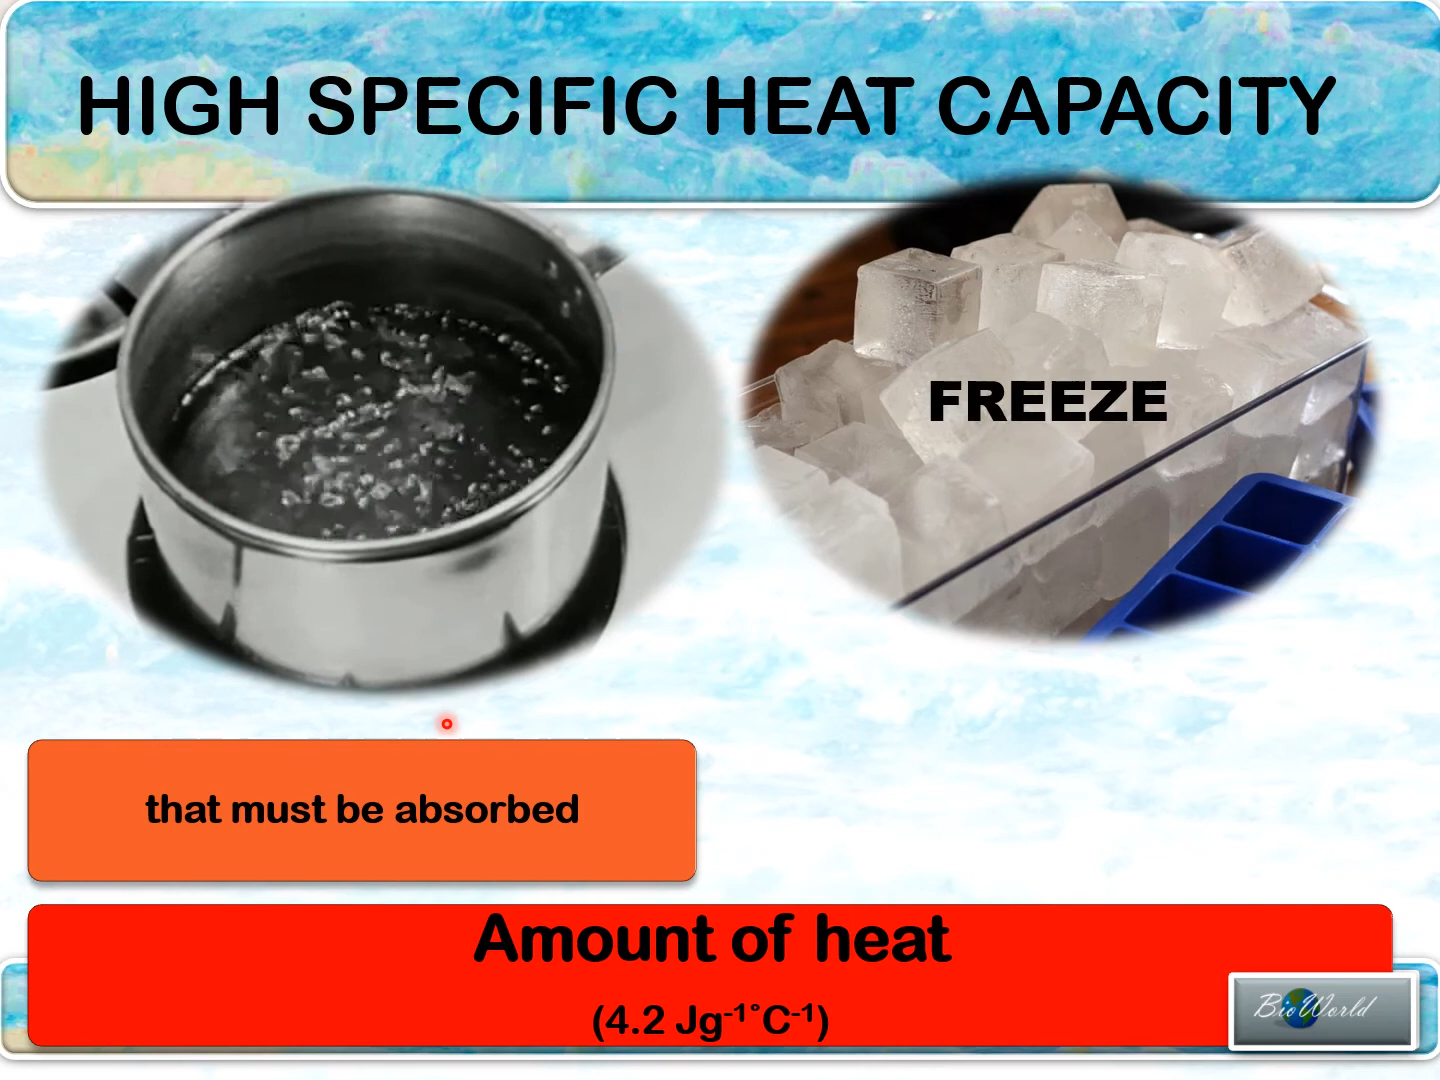 HIGH SPECIFIC HEAT CAPACITY
FREEZE
that must be absorbed
Amount of heat
(4.2 Jg⁻¹˚C⁻¹)
BioWorld